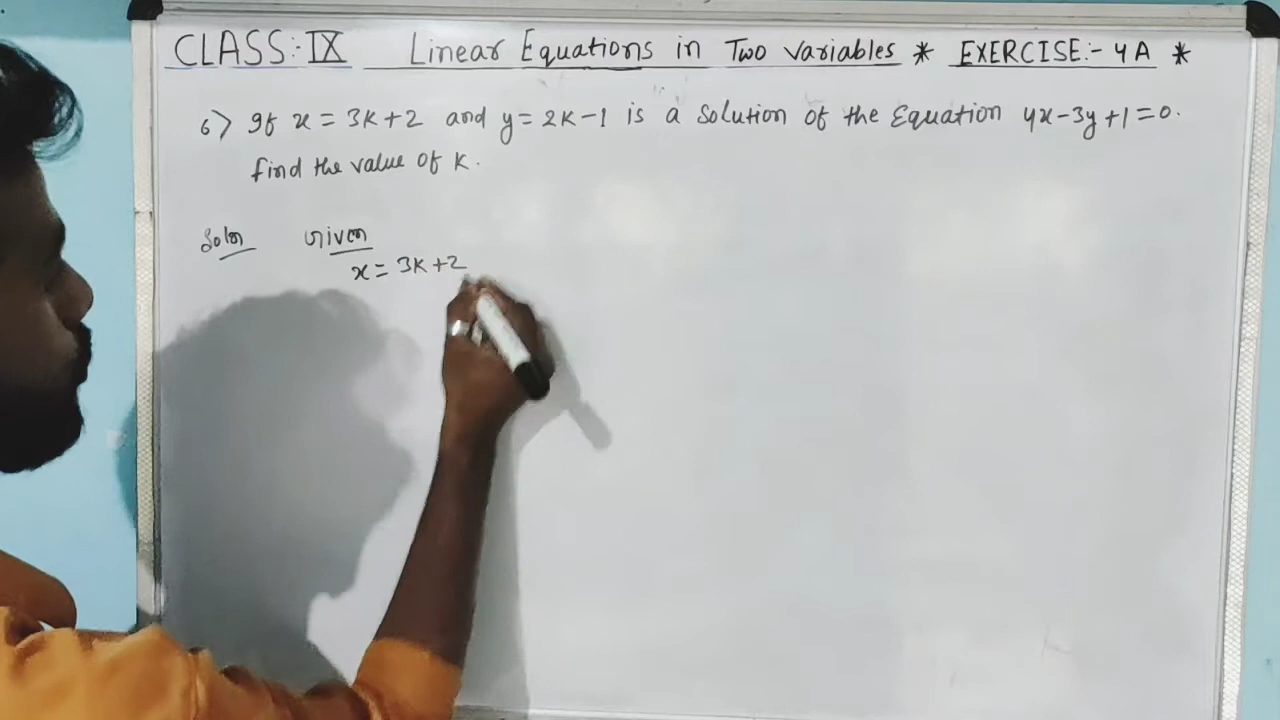 CLASS:- IX Linear Equations in Two variables * EXERCISE:- 4A *
6> If x = 3k+2 and y = 2k-1 is a solution of the Equation 4x-3y+1=0.
find the value of k.
Soln Given
x = 3k+2